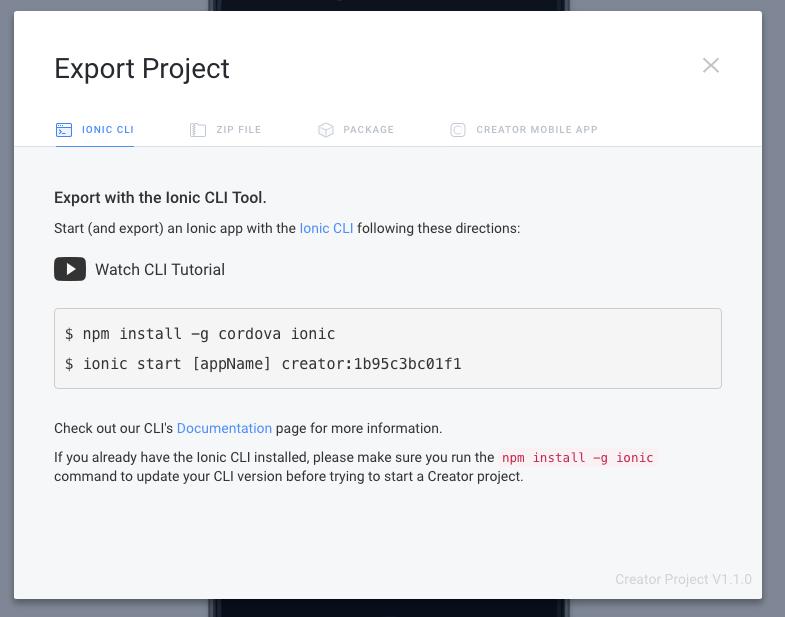 Export Project
IONIC CLI
ZIP FILE
PACKAGE
CREATOR MOBILE APP
Export with the Ionic CLI Tool.
Start (and export) an Ionic app with the Ionic CLI following these directions:
Watch CLI Tutorial
$ npm install -g cordova ionic
$ ionic start [appName] creator:1b95c3bc01f1
Check out our CLI's Documentation page for more information.
If you already have the Ionic CLI installed, please make sure you run the npm install -g ionic
command to update your CLI version before trying to start a Creator project.
Creator Project V1.1.0